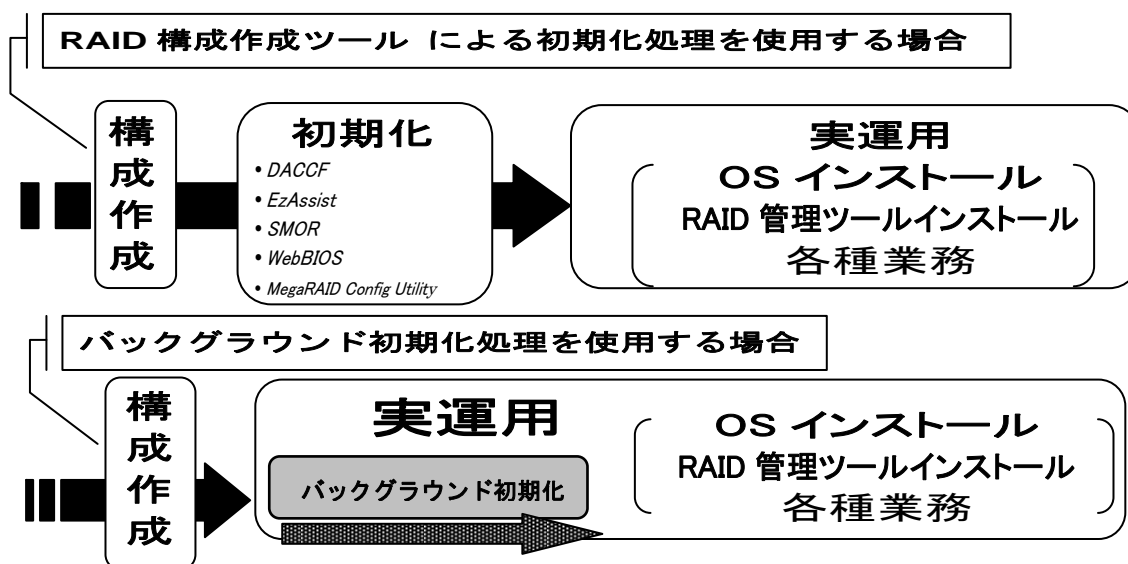 RAID 構成作成ツール による初期化処理を使用する場合
構成作成
初期化
• DACCF
• EzAssist
• SMOR
• WebBIOS
• MegaRAID Config Utility
実運用
OS インストール
RAID 管理ツールインストール
各種業務
バックグラウンド初期化処理を使用する場合
構成作成
実運用
バックグラウンド初期化
OS インストール
RAID 管理ツールインストール
各種業務